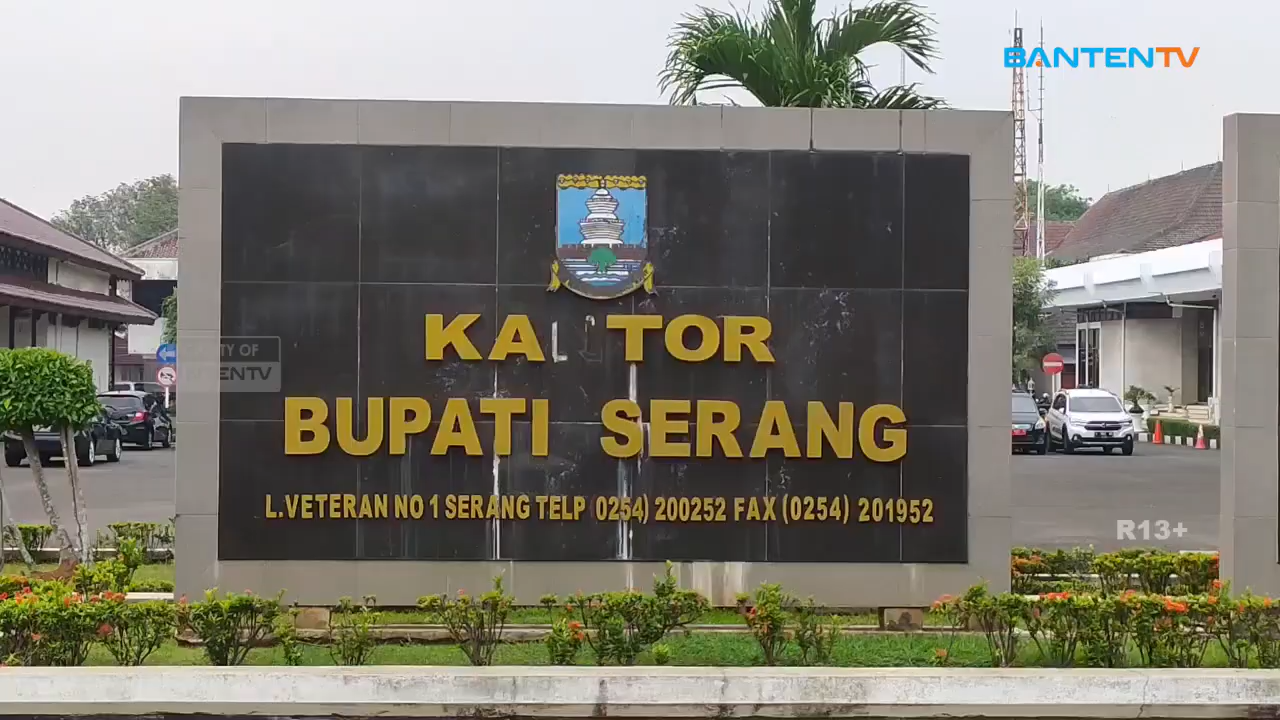 BANTENTV
KA TOR
BUPATI SERANG
L.VETERAN NO 1 SERANG TELP (0254) 200252 FAX (0254) 201952
R13+